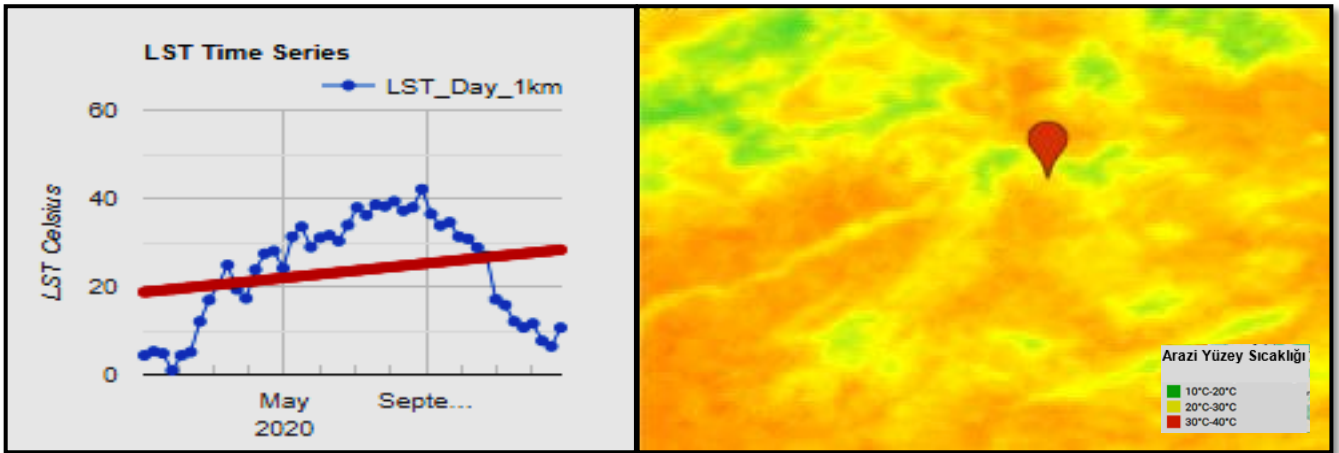 LST Time Series
LST_Day_1km
60
40
20
0
LST Celsius
May
2020
Septe...
Arazi Yüzey Sıcaklığı
10°C-20°C
20°C-30°C
30°C-40°C